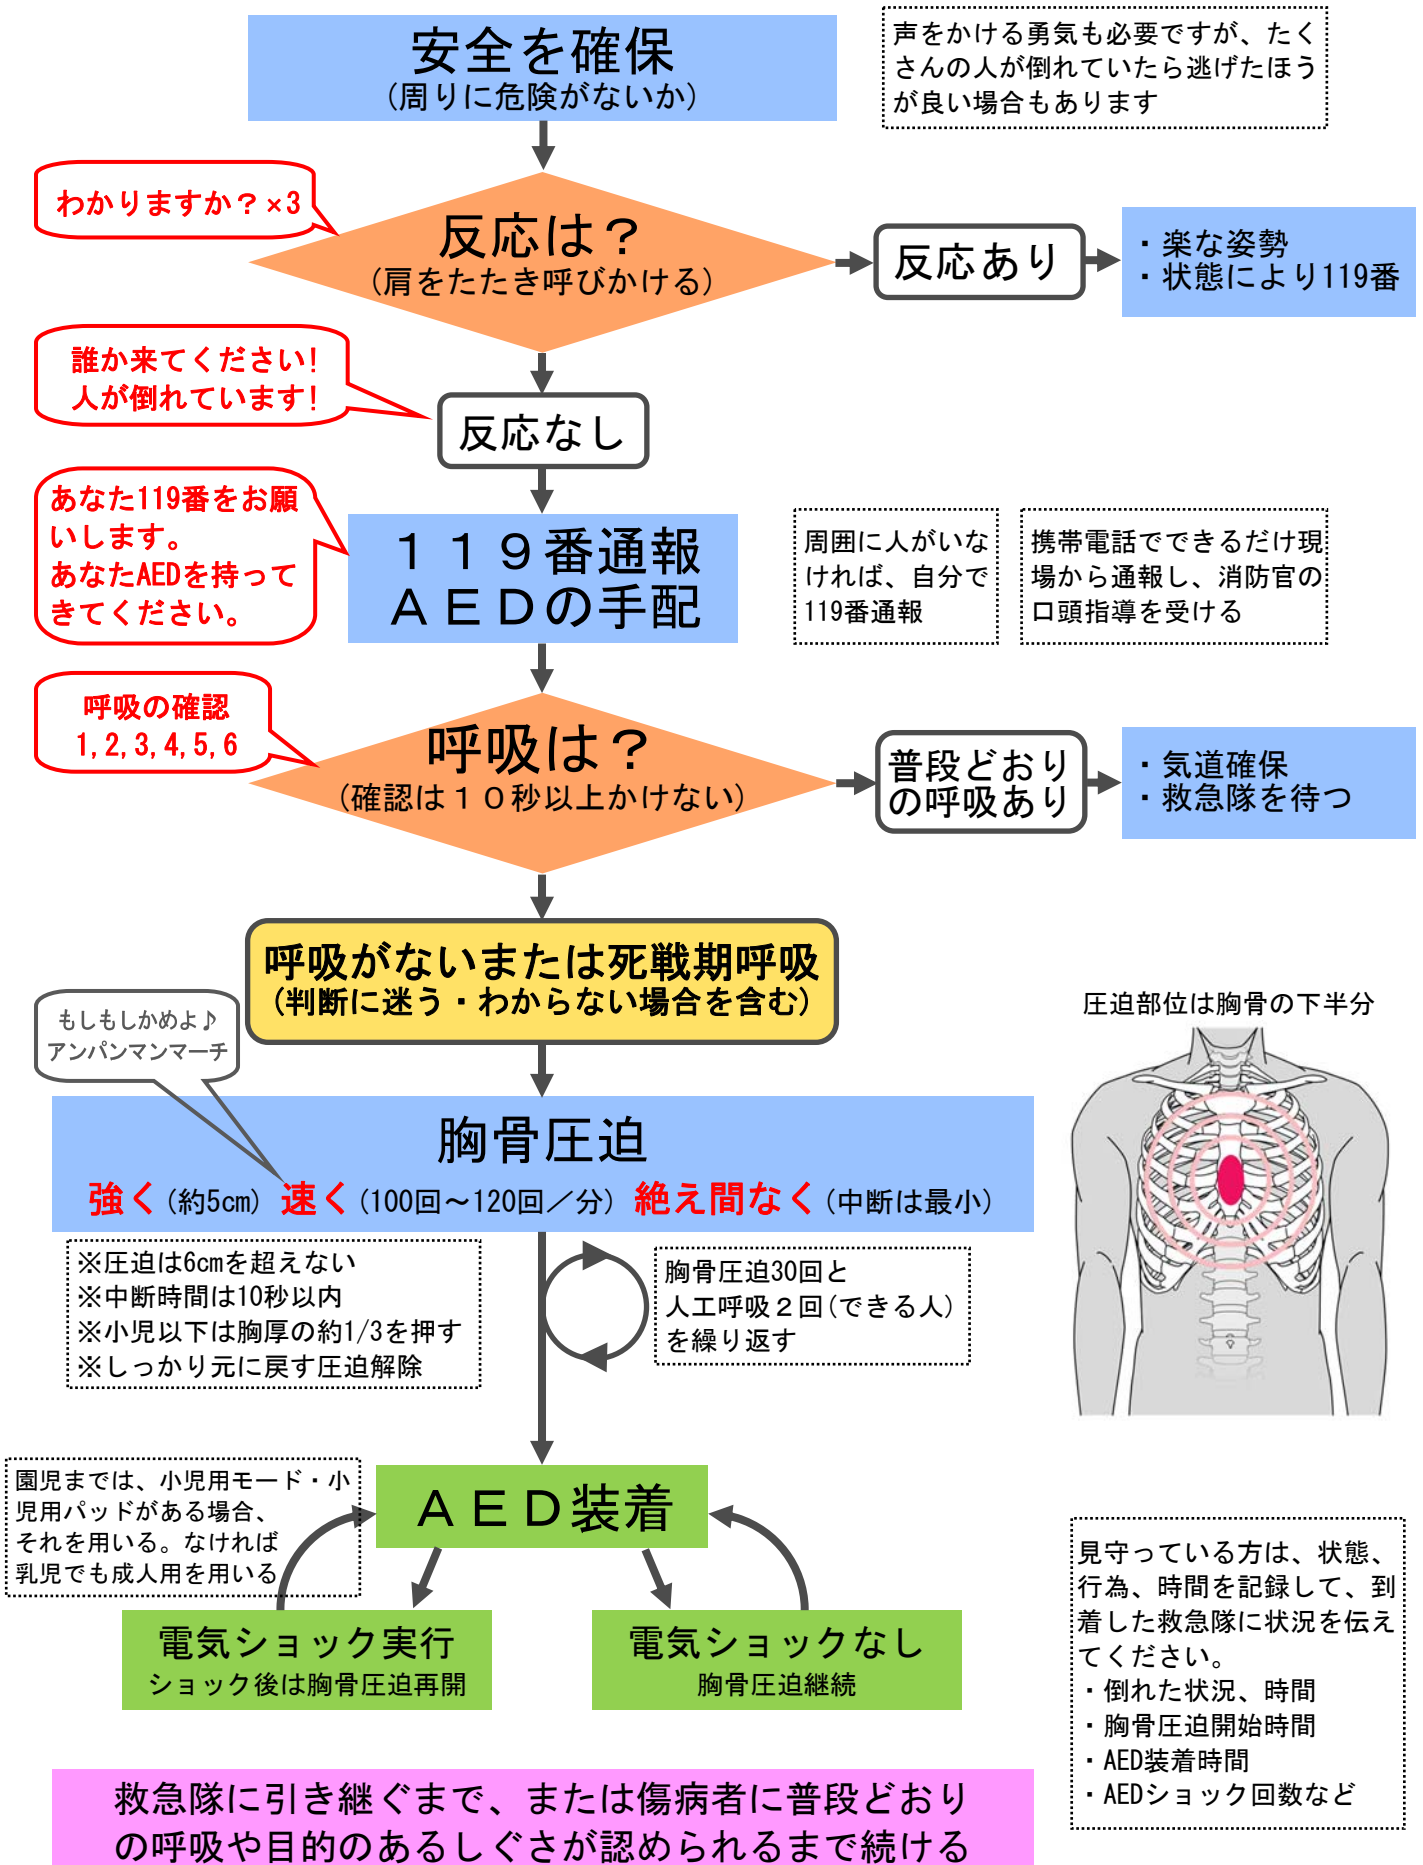 安全を確保
(周りに危険がないか)
声をかける勇気も必要ですが、たく
さんの人が倒れていたら逃げたほう
が良い場合もあります
わかりますか？×3
反応は？
(肩をたたき呼びかける)
反応あり
・楽な姿勢
・状態により119番
誰か来てください!
人が倒れています!
反応なし
あなた119番をお願
いします。
あなたAEDを持って
きてください。
１１９番通報
ＡＥＤの手配
周囲に人がいな
ければ、自分で
119番通報
携帯電話でできるだけ現
場から通報し、消防官の
口頭指導を受ける
呼吸の確認
1,2,3,4,5,6
呼吸は？
(確認は１０秒以上かけない)
普段どおり
の呼吸あり
・気道確保
・救急隊を待つ
呼吸がないまたは死戦期呼吸
(判断に迷う・わからない場合を含む)
もしもしかめよ♪
アンパンマンマーチ
胸骨圧迫
強く(約5cm) 速く(100回～120回／分) 絶え間なく(中断は最小)
圧迫部位は胸骨の下半分
※圧迫は6cmを超えない
※中断時間は10秒以内
※小児以下は胸厚の約1/3を押す
※しっかり元に戻す圧迫解除
胸骨圧迫30回と
人工呼吸２回(できる人)
を繰り返す
園児までは、小児用モード・小
児用パッドがある場合、
それを用いる。なければ
乳児でも成人用を用いる
ＡＥＤ装着
電気ショック実行
ショック後は胸骨圧迫再開
電気ショックなし
胸骨圧迫継続
見守っている方は、状態、
行為、時間を記録して、到
着した救急隊に状況を伝え
てください。
・倒れた状況、時間
・胸骨圧迫開始時間
・AED装着時間
・AEDショック回数など
救急隊に引き継ぐまで、または傷病者に普段どおり
の呼吸や目的のあるしぐさが認められるまで続ける